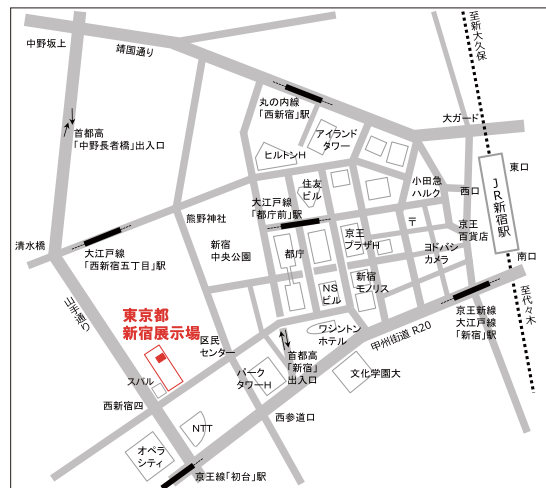 中野坂上
靖国通り
至新大久保
丸の内線
「西新宿」駅
首都高
「中野長者橋」出入口
アイランド
タワー
大ガード
ヒルトンH
東口
住友
ビル
小田急
ハルク
西口
JR新宿駅
熊野神社
大江戸線
「都庁前」駅
〒
京王
百貨店
清水橋
大江戸線
「西新宿五丁目」駅
新宿
中央公園
都庁
京王
プラザH
ヨドバシ
カメラ
南口
新宿
モノリス
NS
ビル
至代々木
山手通り
東京都
新宿展示場
京王新線
大江戸線
「新宿」駅
区民
センター
ワシントン
ホテル
甲州街道 R20
首都高
「新宿」
出入口
スバル
パーク
タワーH
文化学園大
西新宿四
西参道口
NTT
オペラ
シティ
京王線「初台」駅